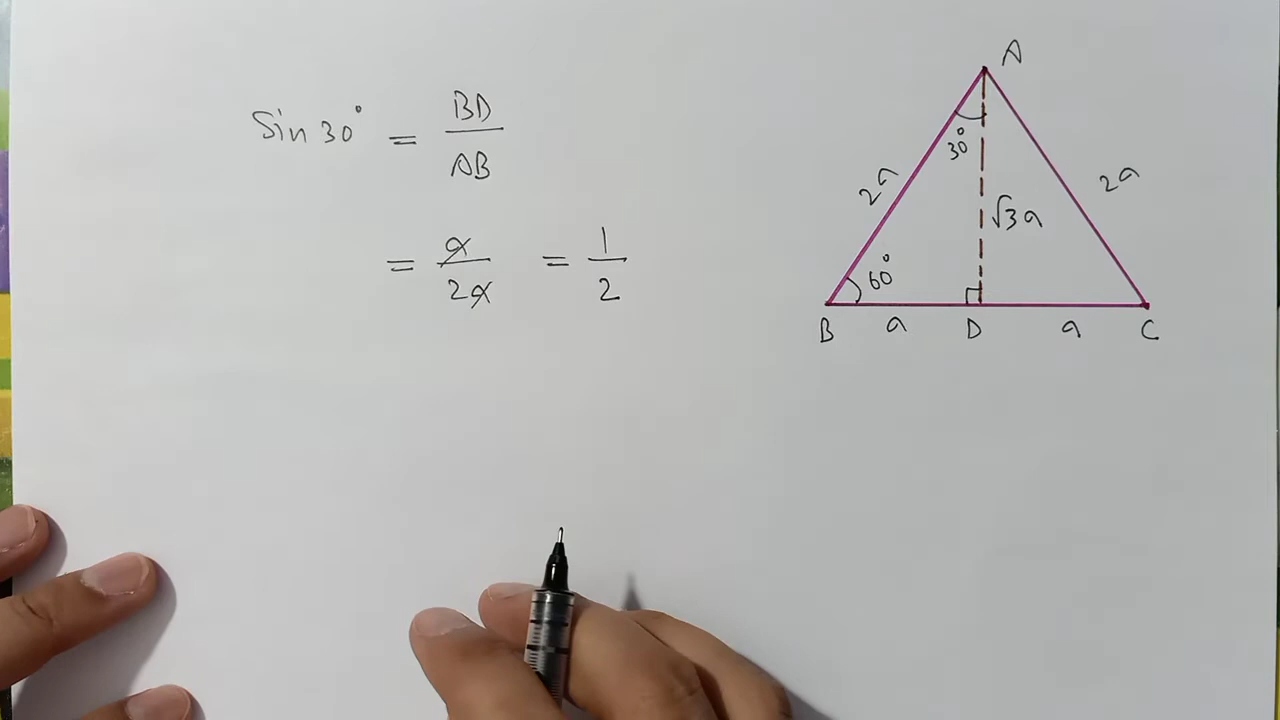 Sin 30° = BD/AB
= a/2a = 1/2
A
30°
2a
2a
√3a
60°
B a D a C